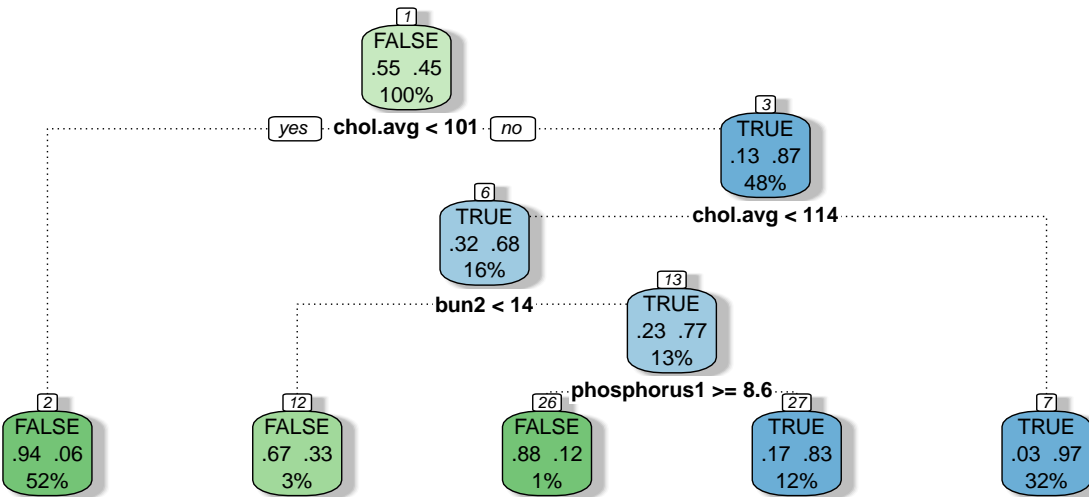 1
FALSE
.55 .45
100%
yes chol.avg < 101 no
3
TRUE
.13 .87
48%
6
TRUE
.32 .68
16%
chol.avg < 114
13
TRUE
.23 .77
13%
bun2 < 14
phosphorus1 >= 8.6
2
FALSE
.94 .06
52%
12
FALSE
.67 .33
3%
26
FALSE
.88 .12
1%
27
TRUE
.17 .83
12%
7
TRUE
.03 .97
32%